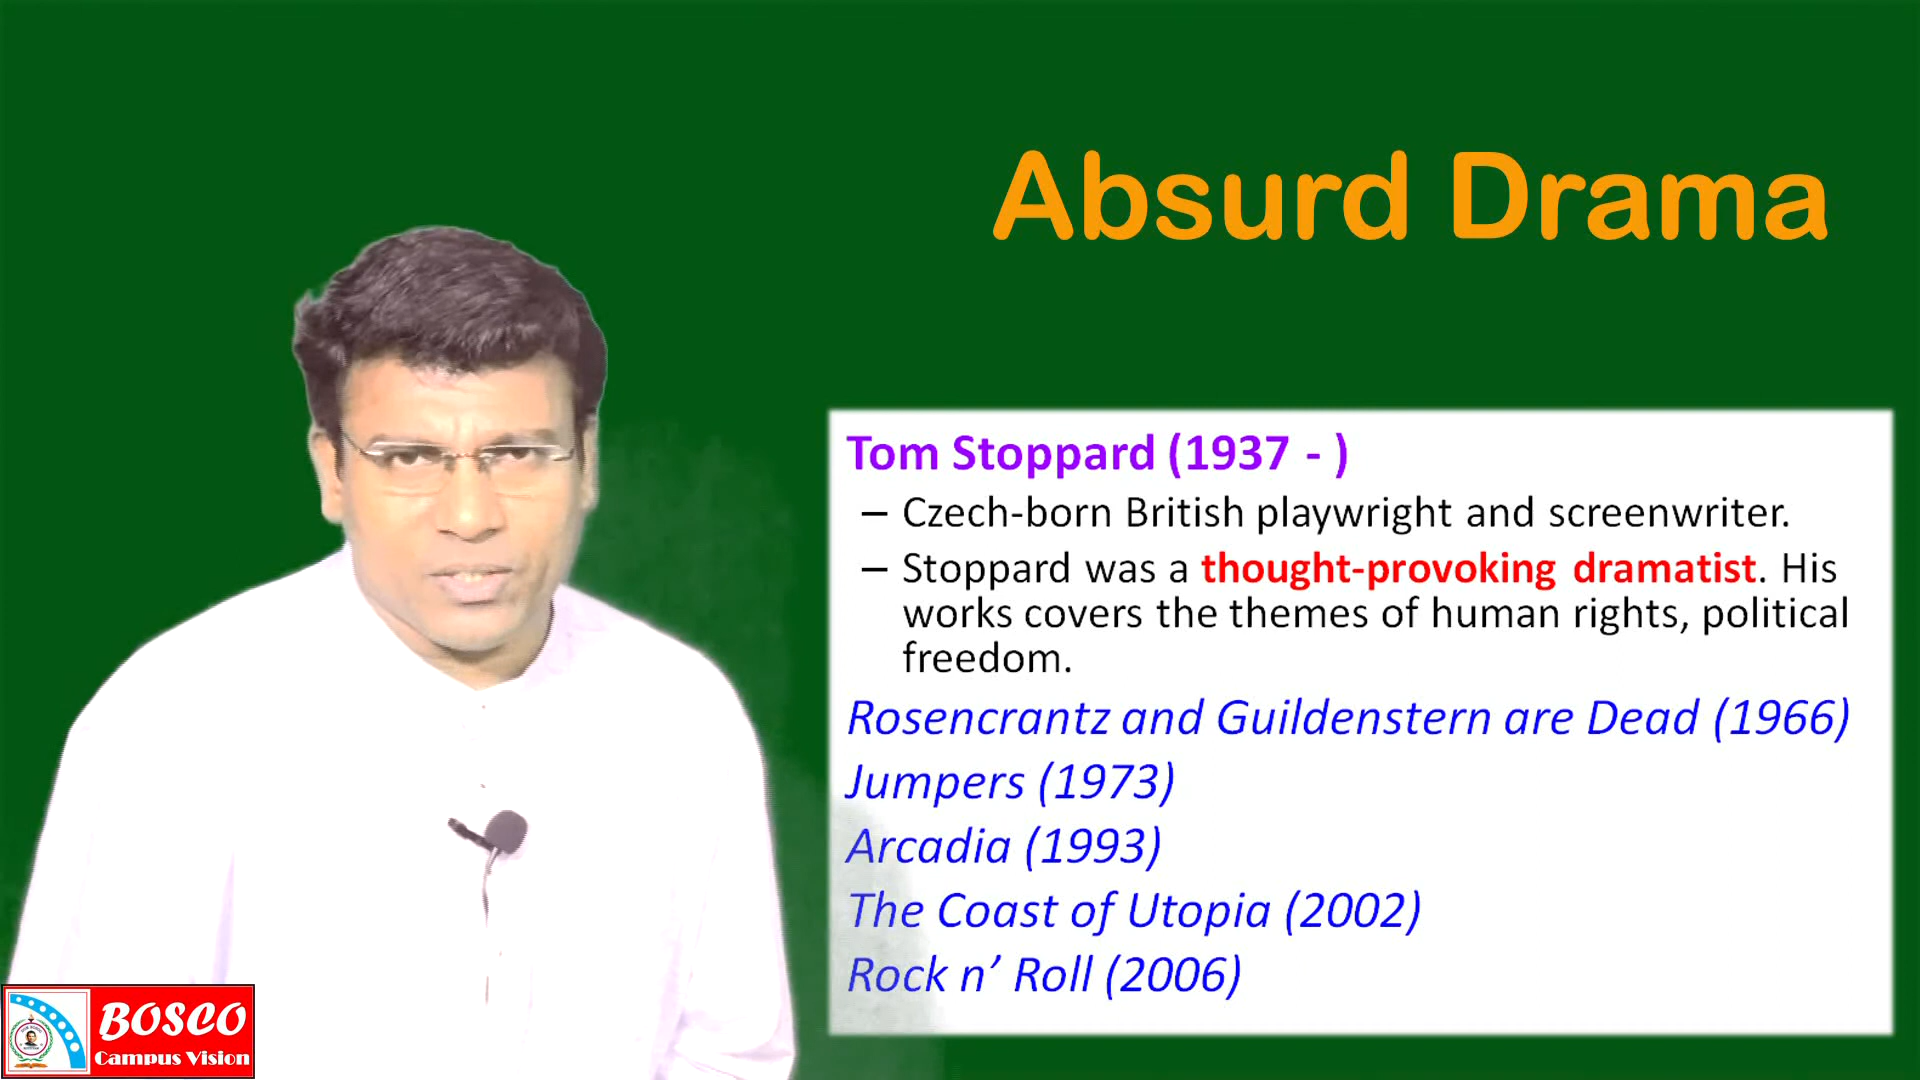 Absurd Drama
Tom Stoppard (1937 - )
– Czech-born British playwright and screenwriter.
– Stoppard was a thought-provoking dramatist. His
works covers the themes of human rights, political
freedom.
Rosencrantz and Guildenstern are Dead (1966)
Jumpers (1973)
Arcadia (1993)
The Coast of Utopia (2002)
Rock n’ Roll (2006)
BOSCO
Campus Vision